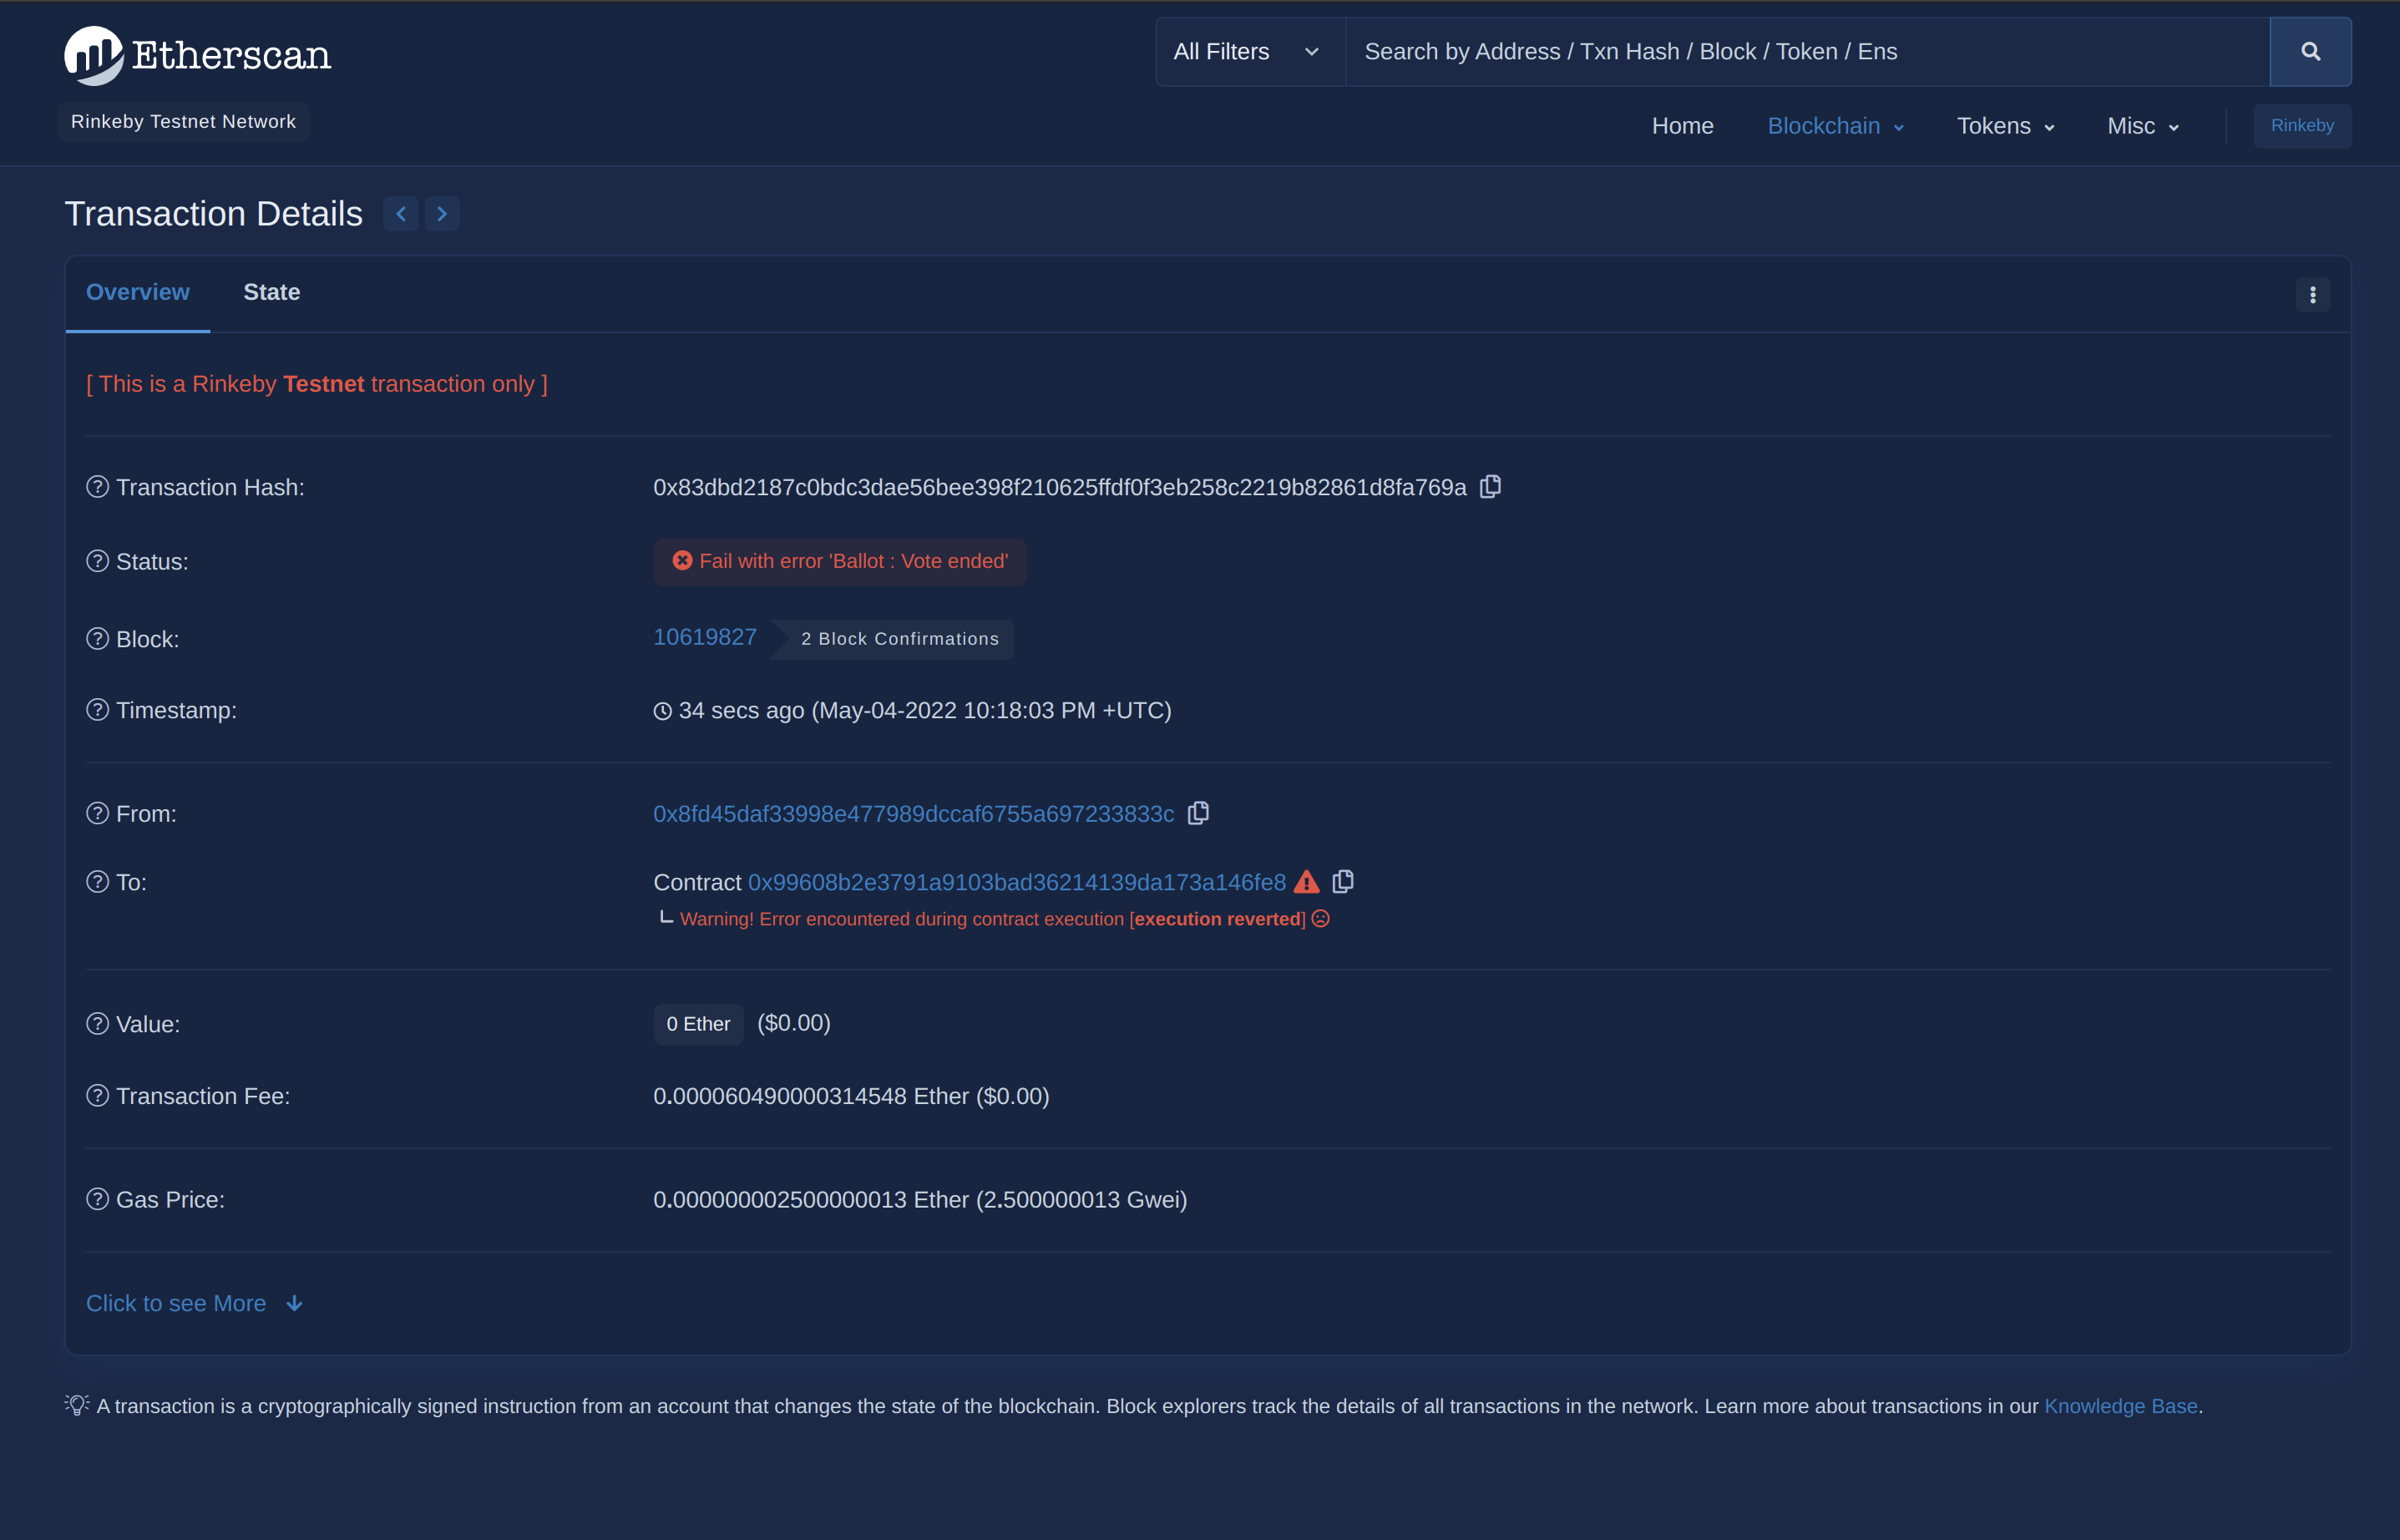 Etherscan
All Filters
Search by Address / Txn Hash / Block / Token / Ens
Rinkeby Testnet Network
Home
Blockchain
Tokens
Misc
Rinkeby
Transaction Details
Overview
State
[ This is a Rinkeby Testnet transaction only ]
Transaction Hash:
0x83dbd2187c0bdc3dae56bee398f210625ffdf0f3eb258c2219b82861d8fa769a
Status:
Fail with error 'Ballot : Vote ended'
Block:
10619827
2 Block Confirmations
Timestamp:
34 secs ago (May-04-2022 10:18:03 PM +UTC)
From:
0x8fd45daf33998e477989dccaf6755a697233833c
To:
Contract 0x99608b2e3791a9103bad36214139da173a146fe8
Warning! Error encountered during contract execution [execution reverted]
Value:
0 Ether
($0.00)
Transaction Fee:
0.000060490000314548 Ether ($0.00)
Gas Price:
0.000000002500000013 Ether (2.500000013 Gwei)
Click to see More
A transaction is a cryptographically signed instruction from an account that changes the state of the blockchain. Block explorers track the details of all transactions in the network. Learn more about transactions in our Knowledge Base.